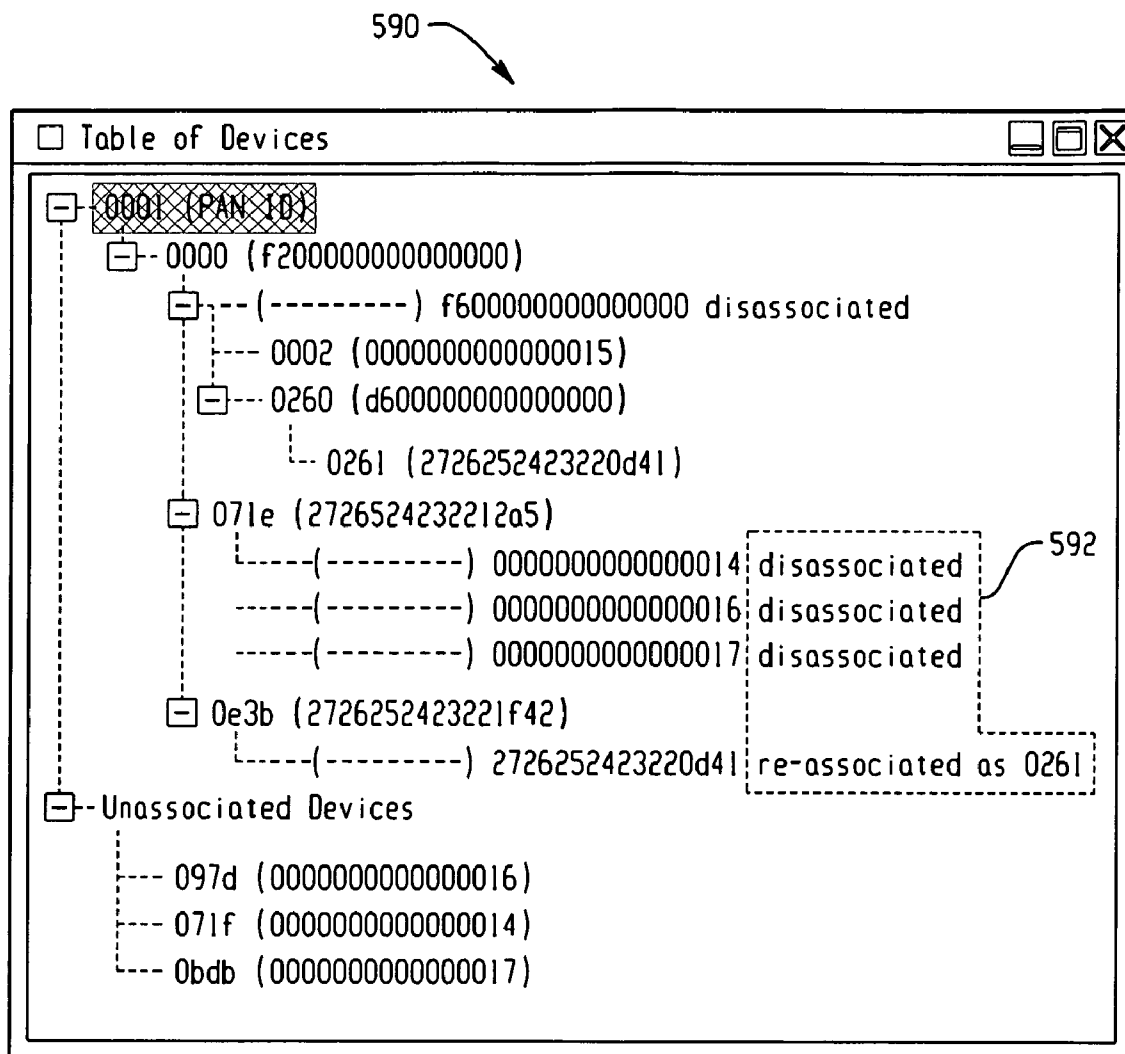 590
Table of Devices
0001 (PAN ID)
0000 (f200000000000000)
(---------) f600000000000000 disassociated
0002 (0000000000000015)
0260 (d600000000000000)
0261 (2726252423220d41)
071e (2726524232212a5)
(---------) 0000000000000014 disassociated
592
(---------) 0000000000000016 disassociated
(---------) 0000000000000017 disassociated
0e3b (2726252423221f42)
(---------) 2726252423220d41 re-associated as 0261
Unassociated Devices
097d (0000000000000016)
071f (0000000000000014)
0bdb (0000000000000017)